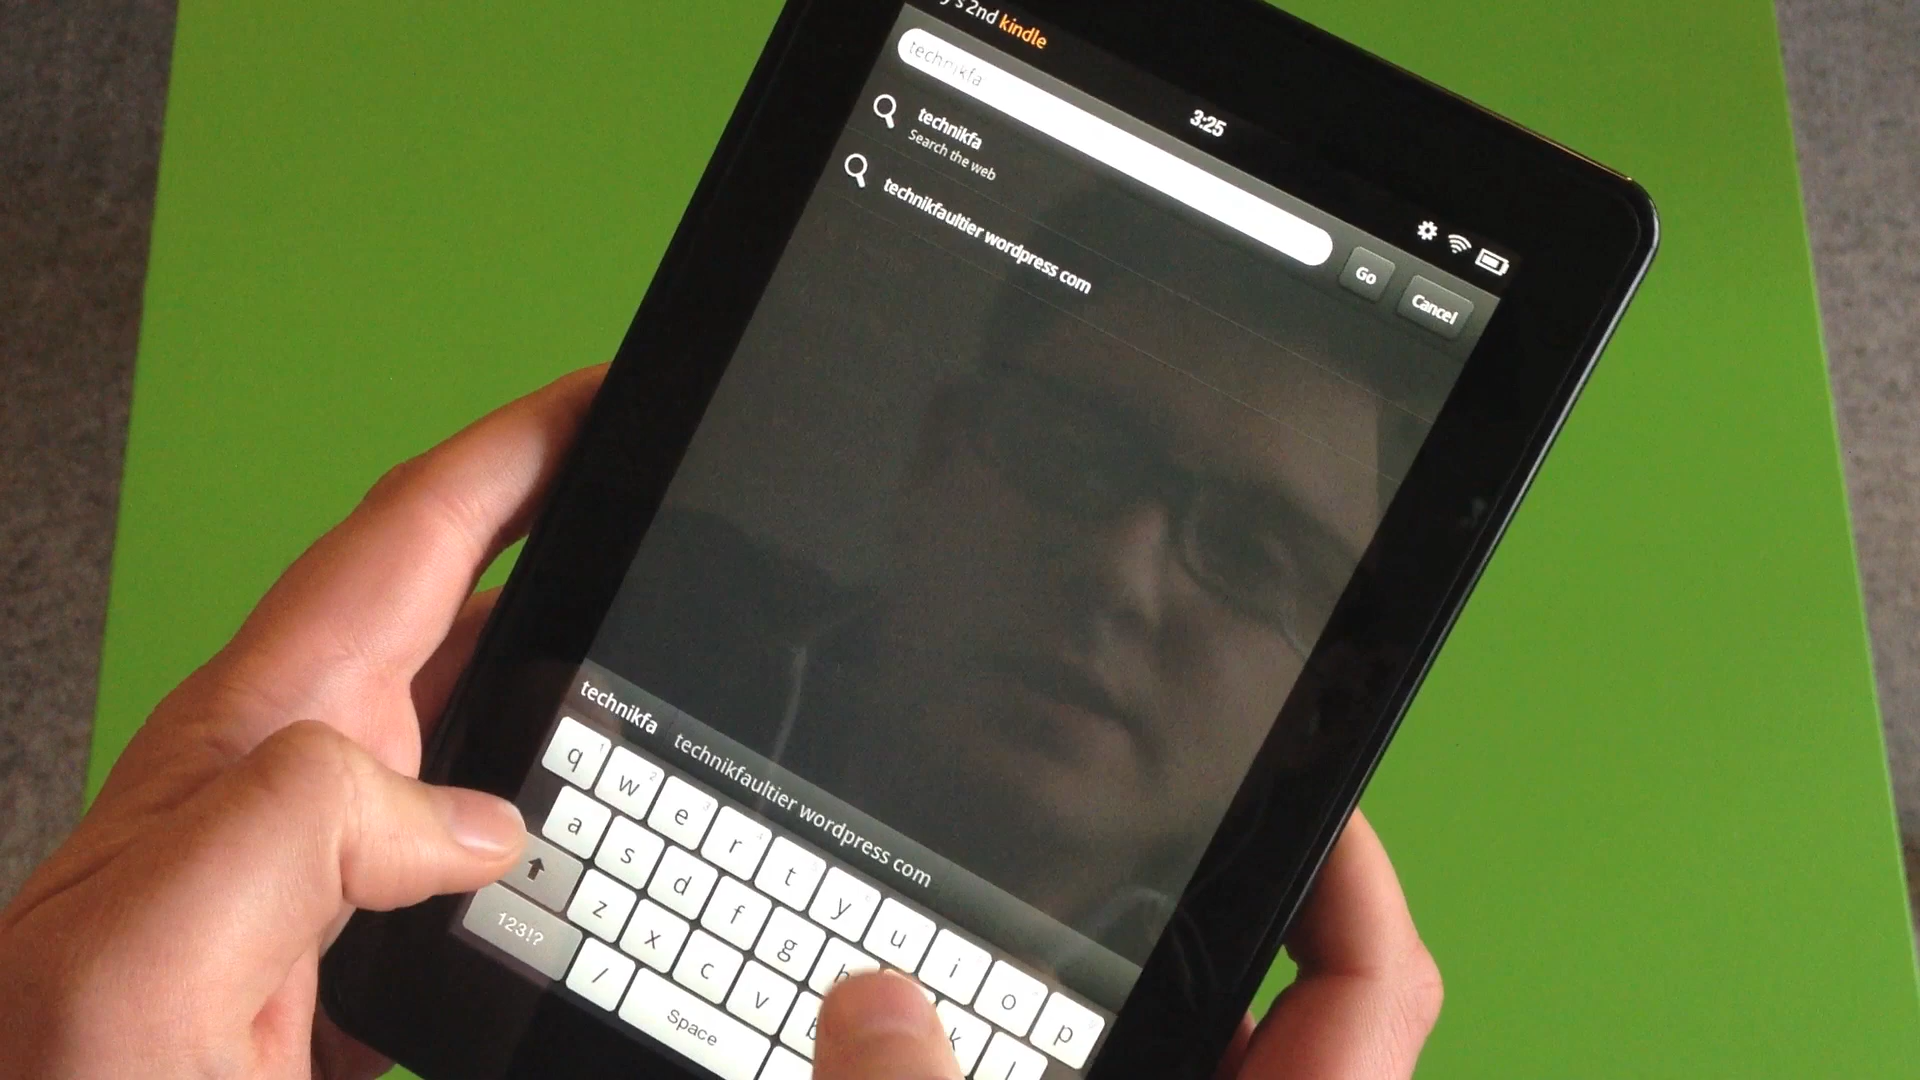 's 2nd kindle
technikfa
3:25
technikfa
Search the web
technikfaultier wordpress com
Go
Cancel
technikfa technikfaultier wordpress com
q w e r t y u i o p
a s d f g h k l
z x c v b
123!? / Space